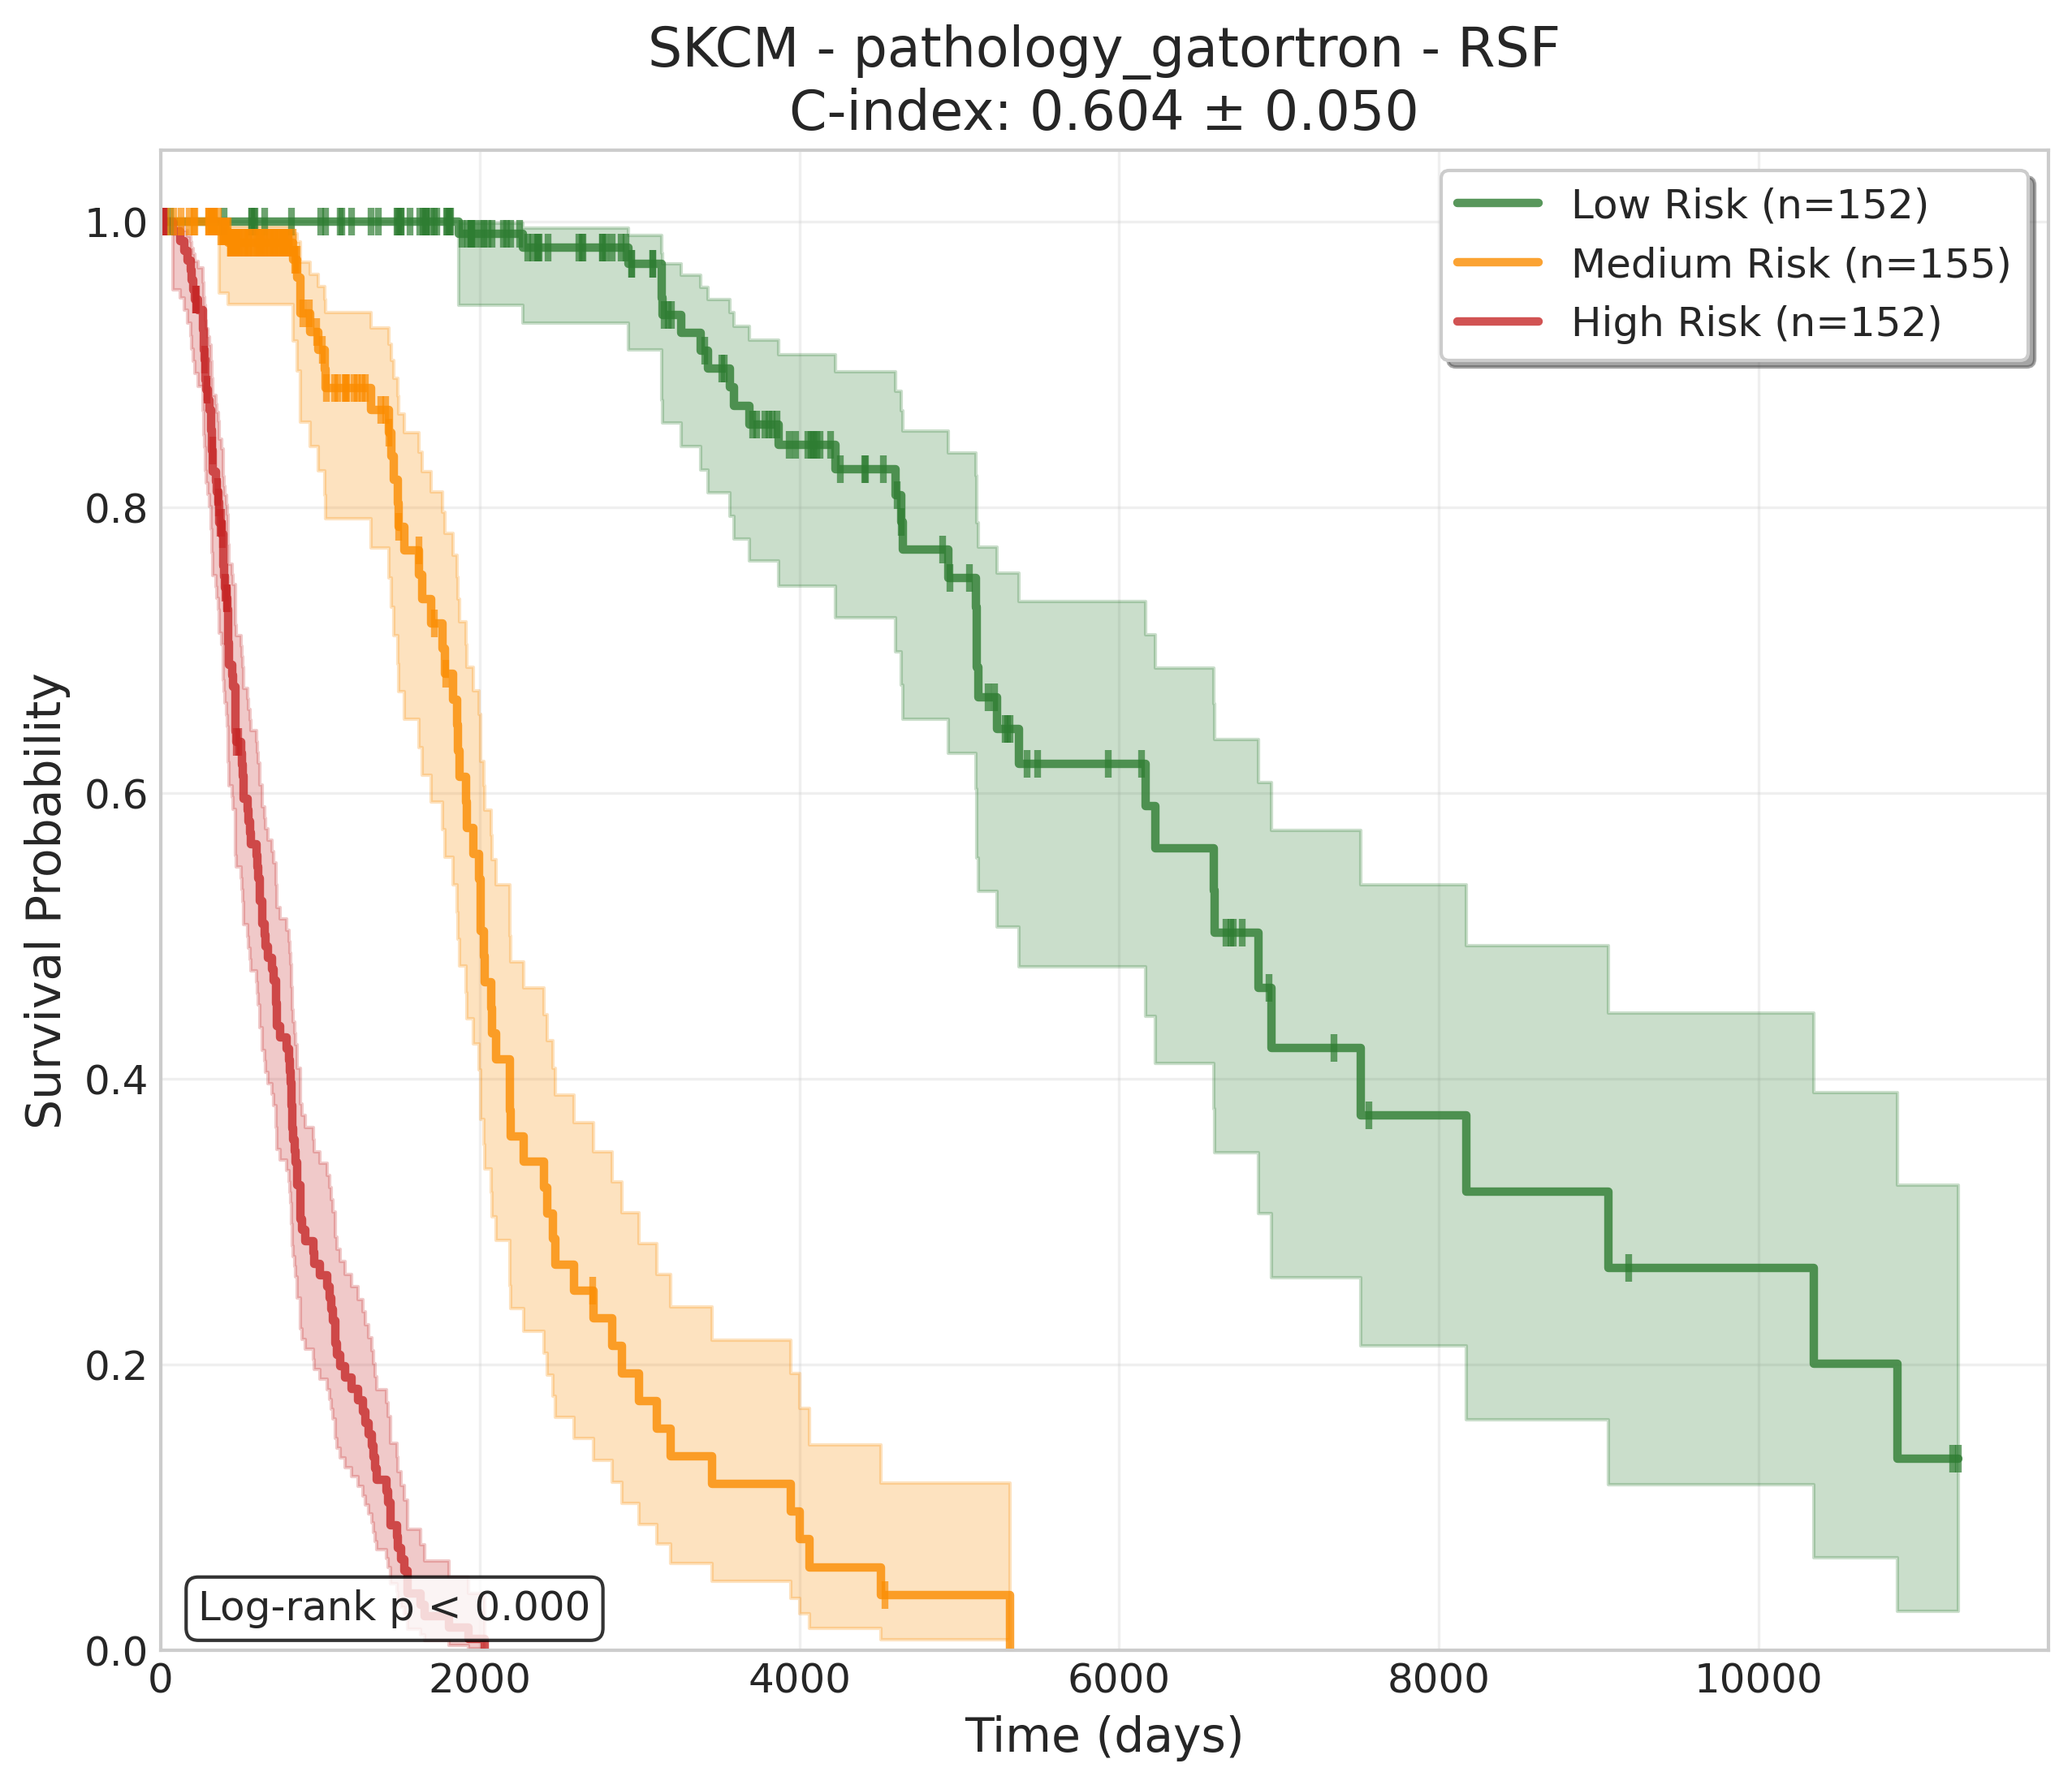 SKCM - pathology_gatortron - RSF
C-index: 0.604 ± 0.050
Low Risk (n=152)
Medium Risk (n=155)
High Risk (n=152)
Survival Probability
1.0
0.8
0.6
0.4
0.2
0.0
Log-rank p < 0.000
0 2000 4000 6000 8000 10000
Time (days)